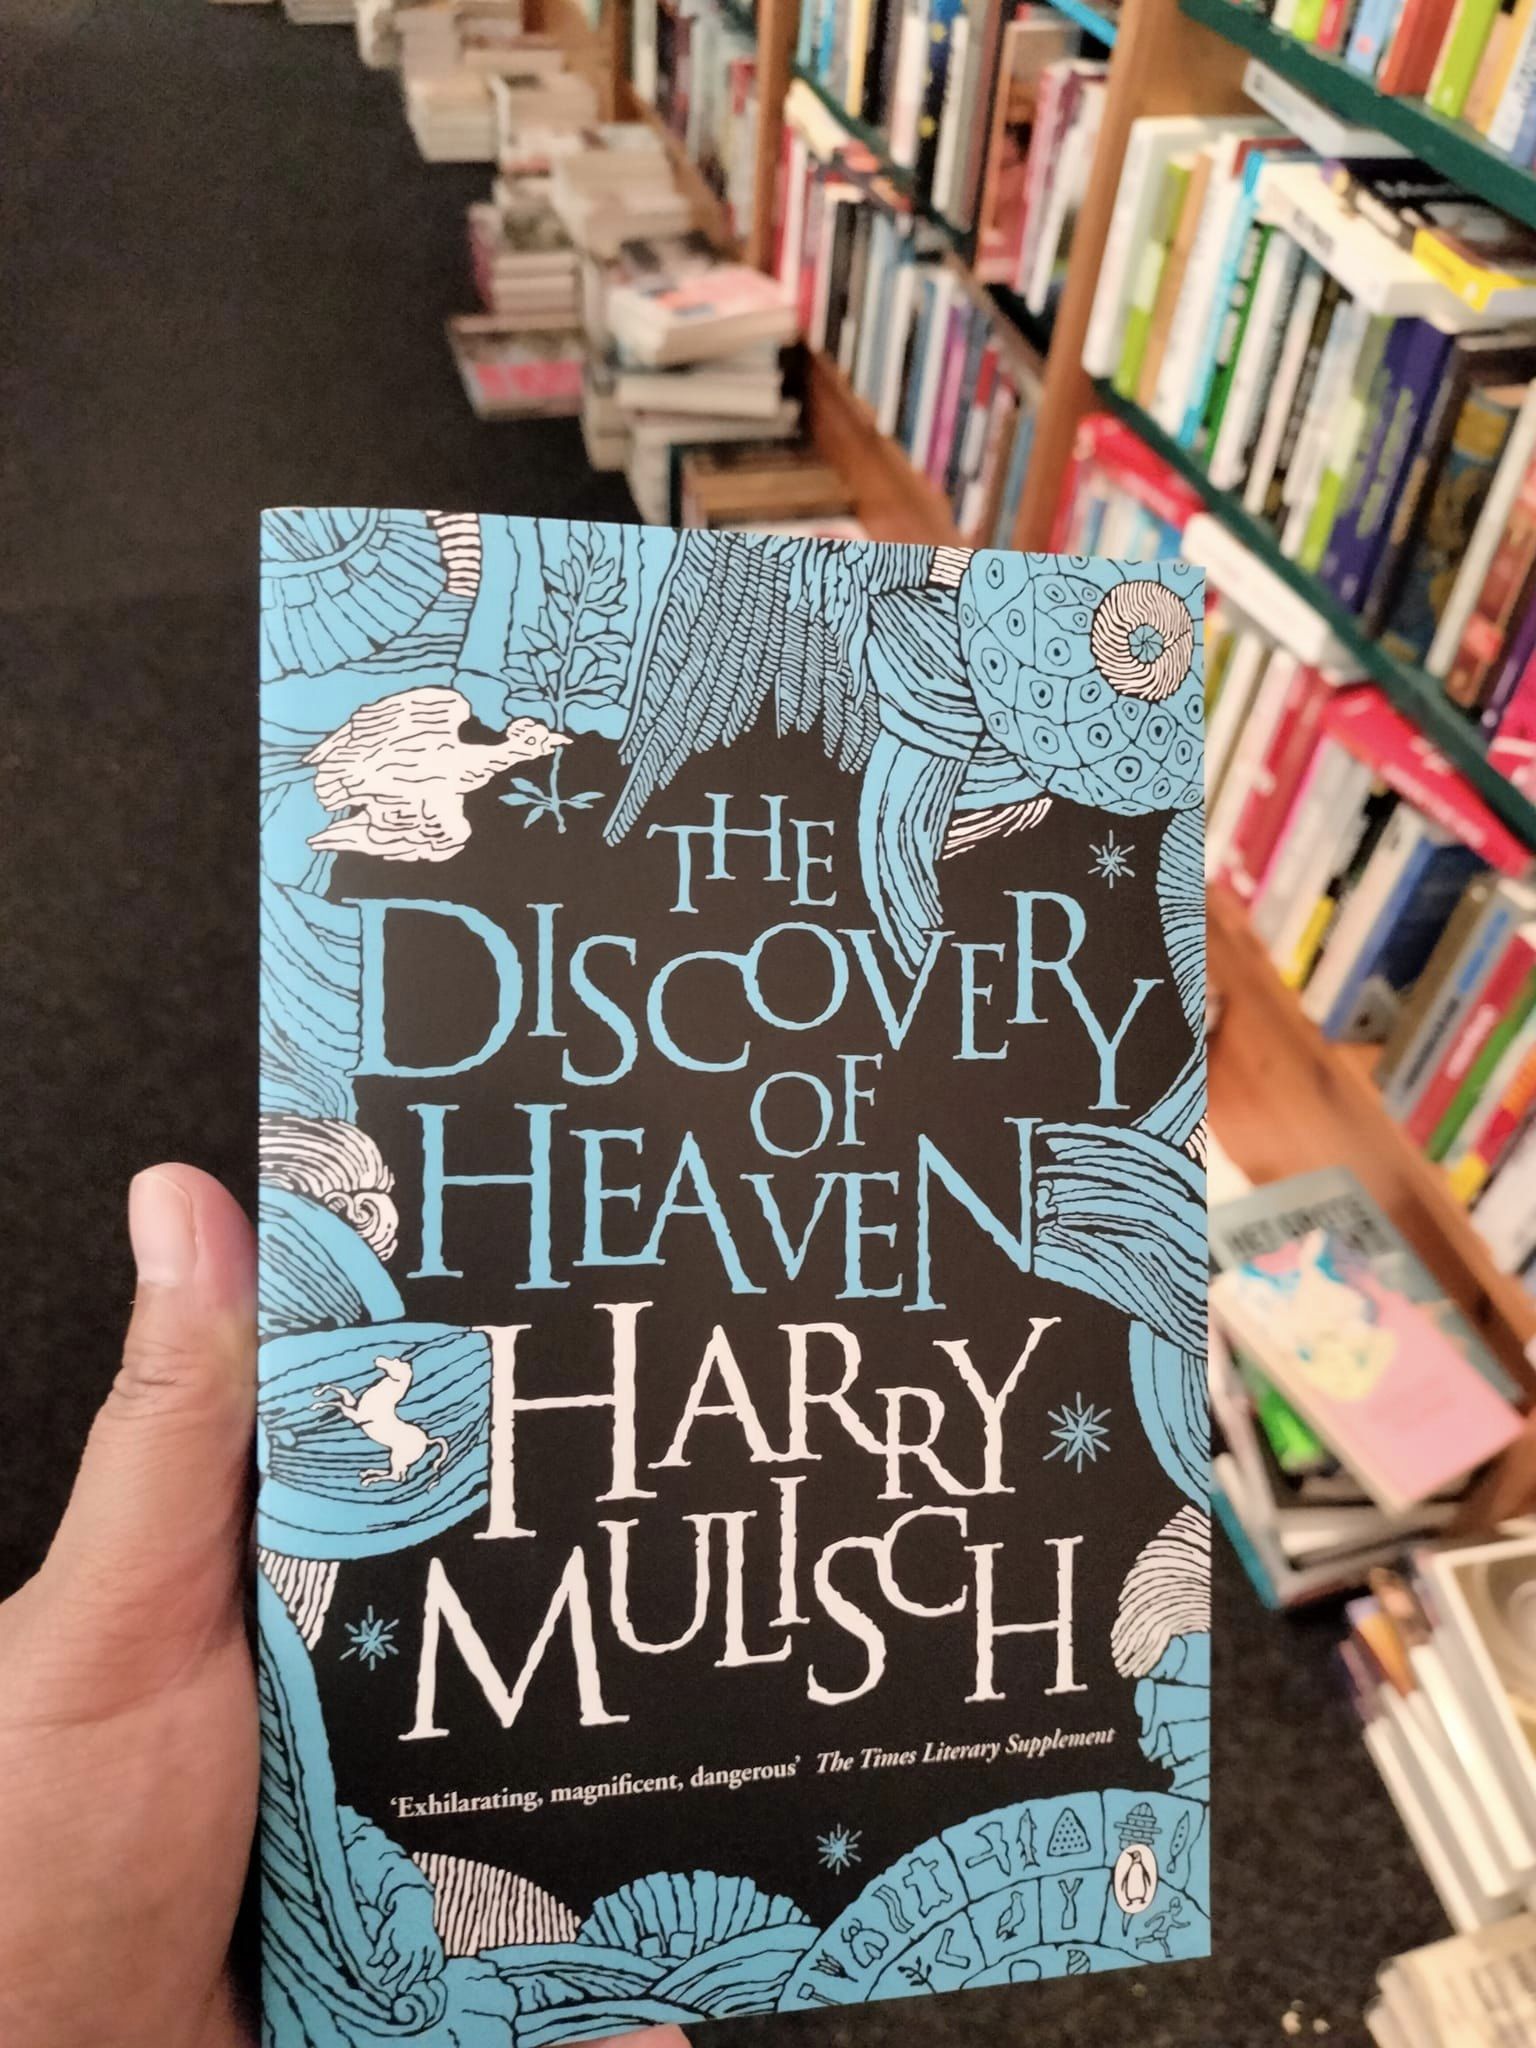 THE
DISCOVERY
OF
HEAVEN
HARRY
MULISCH
‘Exhilarating, magnificent, dangerous’ The Times Literary Supplement